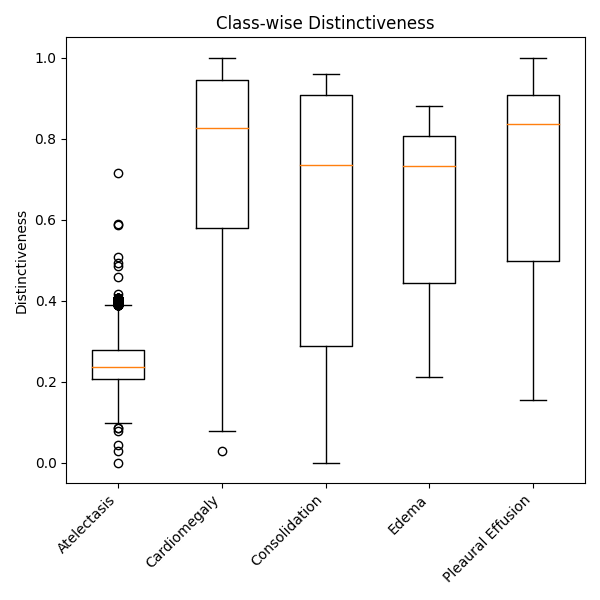 Class-wise Distinctiveness
Distinctiveness
1.0
0.8
0.6
0.4
0.2
0.0
Atelectasis
Cardiomegaly
Consolidation
Edema
Pleaural Effusion